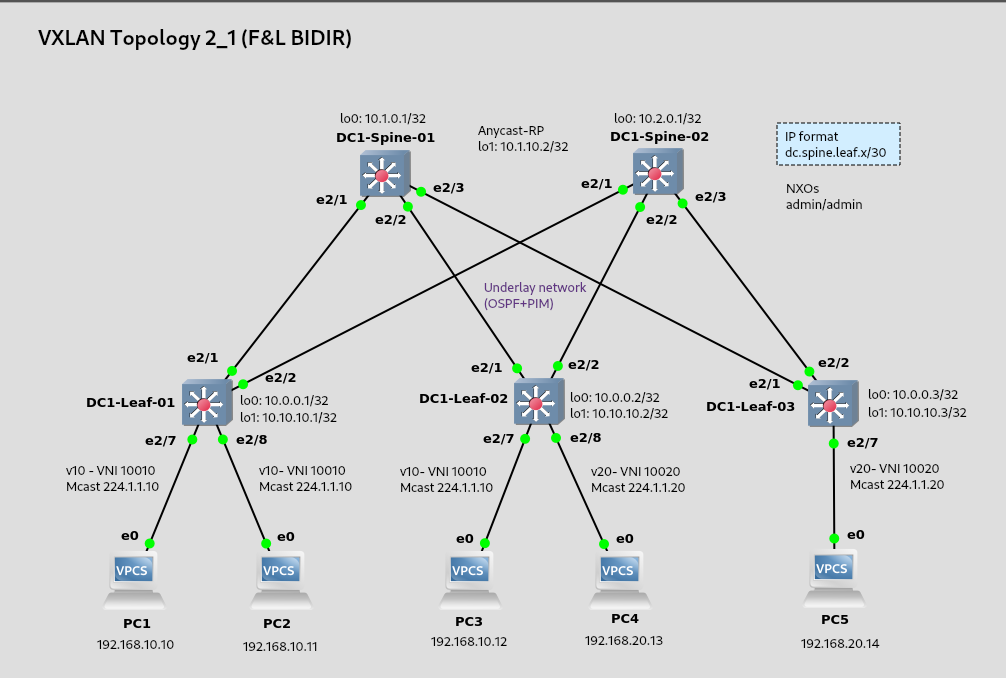 VXLAN Topology 2_1 (F&L BIDIR)
lo0: 10.1.0.1/32
DC1-Spine-01
Anycast-RP
lo1: 10.1.10.2/32
lo0: 10.2.0.1/32
DC1-Spine-02
IP format
dc.spine.leaf.x/30
NXOs
admin/admin
e2/1
e2/2
e2/3
e2/1
e2/2
e2/3
Underlay network
(OSPF+PIM)
e2/1
e2/2
DC1-Leaf-01
lo0: 10.0.0.1/32
lo1: 10.10.10.1/32
e2/7
e2/8
e2/1
e2/2
DC1-Leaf-02
lo0: 10.0.0.2/32
lo1: 10.10.10.2/32
e2/7
e2/8
e2/2
e2/1
DC1-Leaf-03
lo0: 10.0.0.3/32
lo1: 10.10.10.3/32
e2/7
v10 - VNI 10010
Mcast 224.1.1.10
v10- VNI 10010
Mcast 224.1.1.10
v10- VNI 10010
Mcast 224.1.1.10
v20- VNI 10020
Mcast 224.1.1.20
v20- VNI 10020
Mcast 224.1.1.20
e0
e0
e0
e0
e0
VPCS
VPCS
VPCS
VPCS
VPCS
PC1
192.168.10.10
PC2
192.168.10.11
PC3
192.168.10.12
PC4
192.168.20.13
PC5
192.168.20.14